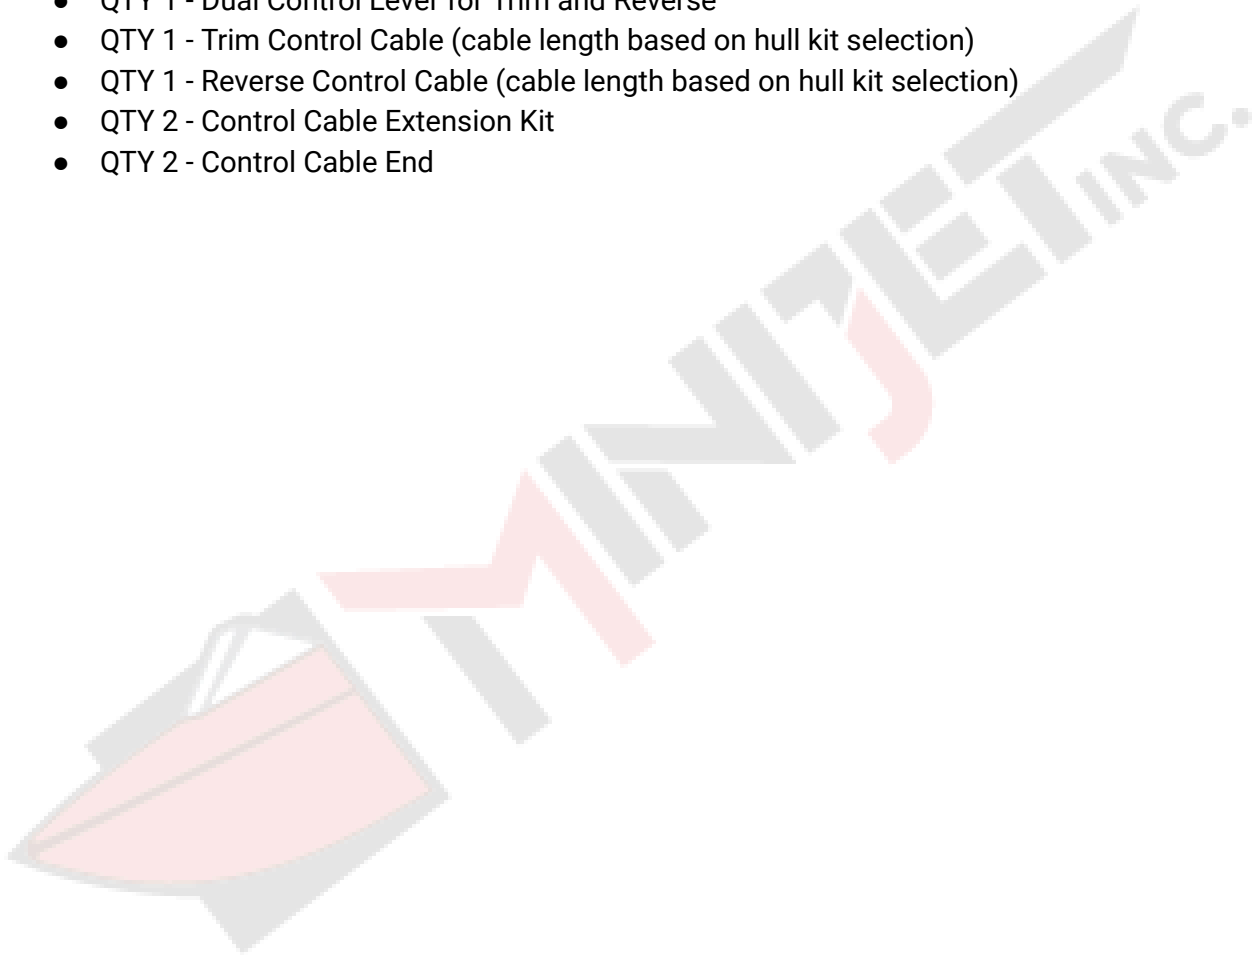 ● QTY 1 - Dual Control Lever for Trim and Reverse
● QTY 1 - Trim Control Cable (cable length based on hull kit selection)
● QTY 1 - Reverse Control Cable (cable length based on hull kit selection)
● QTY 2 - Control Cable Extension Kit
● QTY 2 - Control Cable End
MINIJET INC.